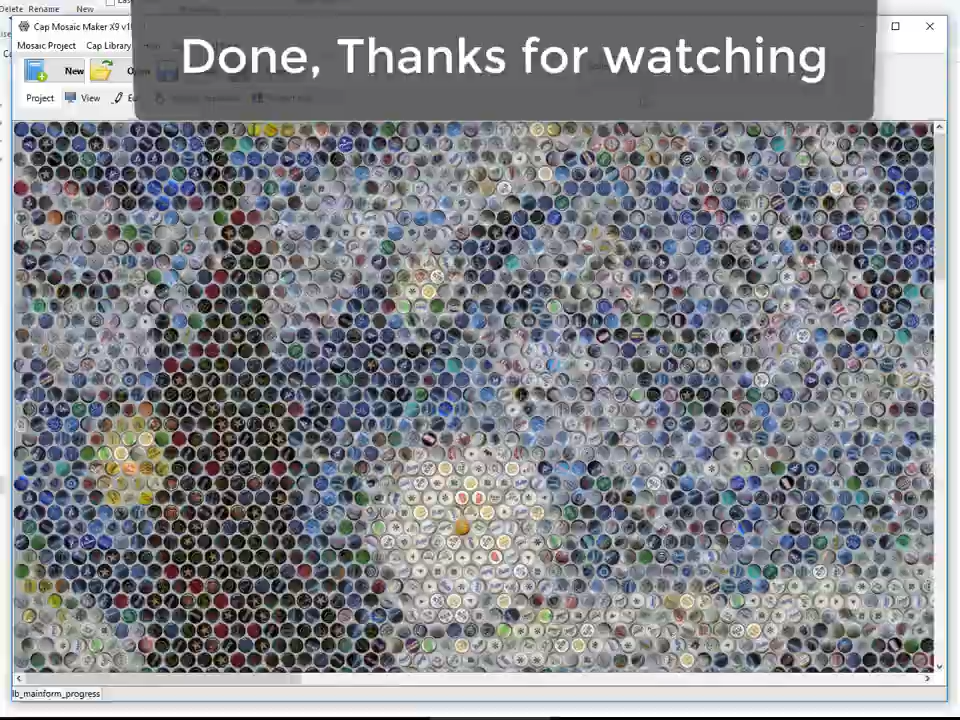 Delete Rename New
Cap Mosaic Maker X9
Done, Thanks for watching
Mosaic Project Cap Library
New
Project View
lb_mainform_progress